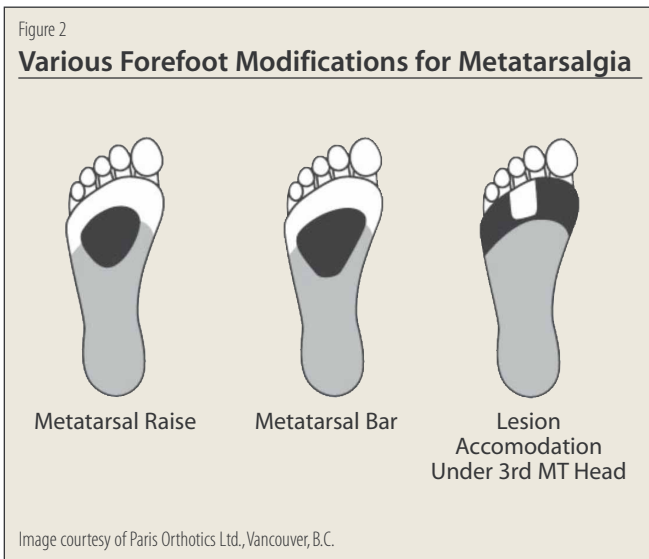 Figure 2
Various Forefoot Modifications for Metatarsalgia
Metatarsal Raise
Metatarsal Bar
Lesion
Accomodation
Under 3rd MT Head
Image courtesy of Paris Orthotics Ltd., Vancouver, B.C.